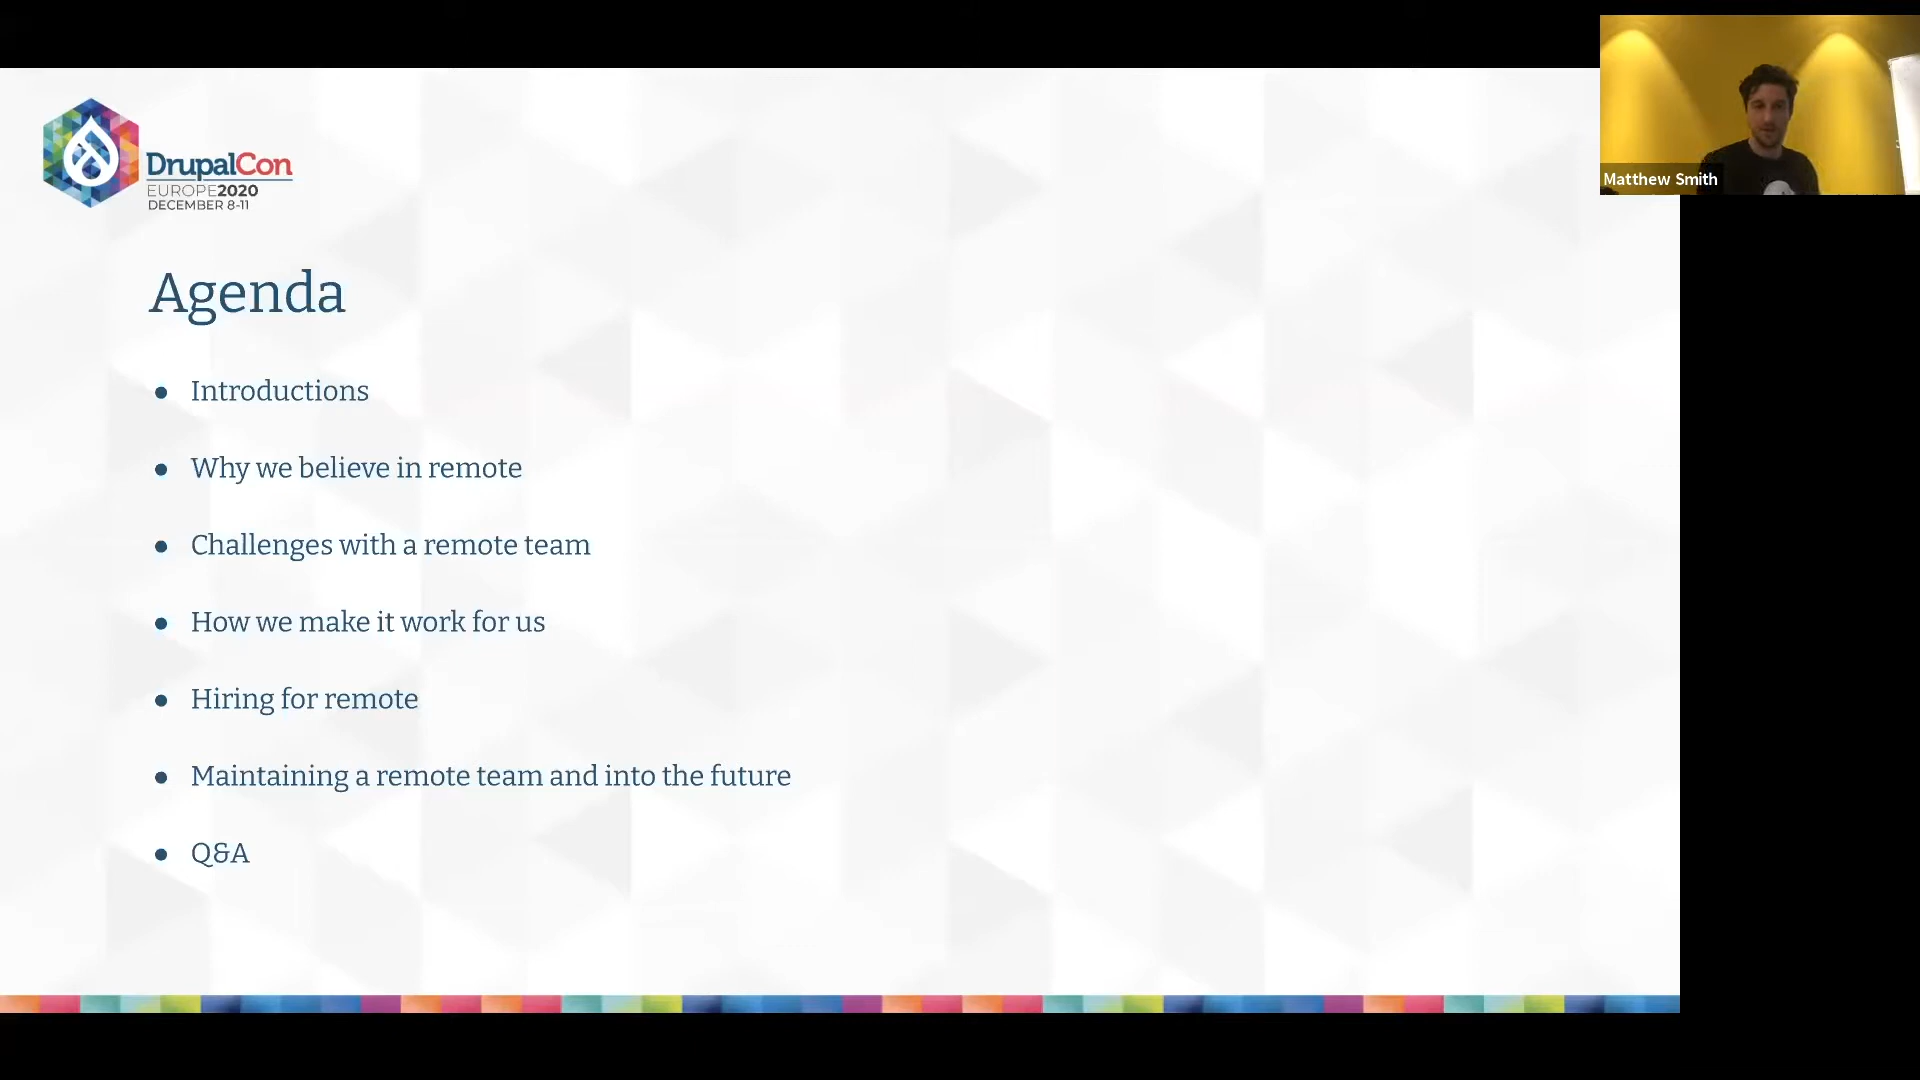 DrupalCon
EUROPE2020
DECEMBER 8-11
Matthew Smith
Agenda
● Introductions
● Why we believe in remote
● Challenges with a remote team
● How we make it work for us
● Hiring for remote
● Maintaining a remote team and into the future
● Q&A